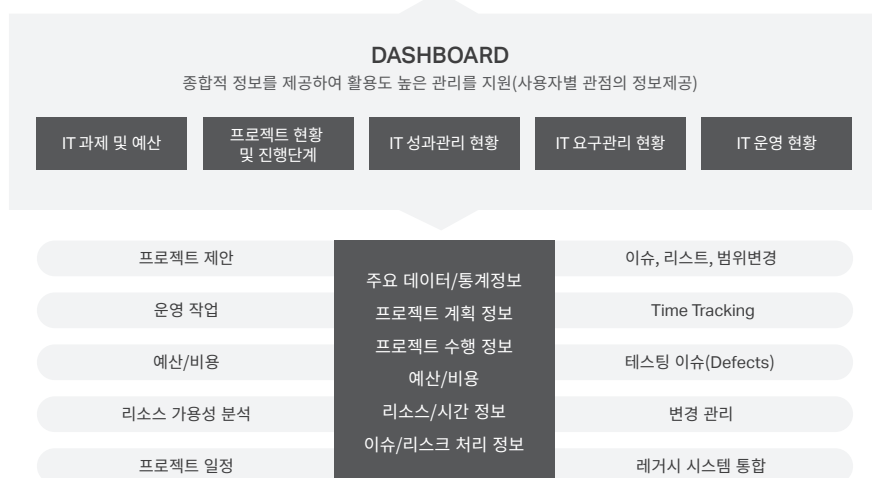 DASHBOARD
종합적 정보를 제공하여 활용도 높은 관리를 지원(사용자별 관점의 정보제공)
IT 과제 및 예산
프로젝트 현황
및 진행단계
IT 성과관리 현황
IT 요구관리 현황
IT 운영 현황
프로젝트 제안
운영 작업
예산/비용
리소스 가용성 분석
프로젝트 일정
주요 데이터/통계정보
프로젝트 계획 정보
프로젝트 수행 정보
예산/비용
리소스/시간 정보
이슈/리스크 처리 정보
이슈, 리스트, 범위변경
Time Tracking
테스팅 이슈(Defects)
변경 관리
레거시 시스템 통합